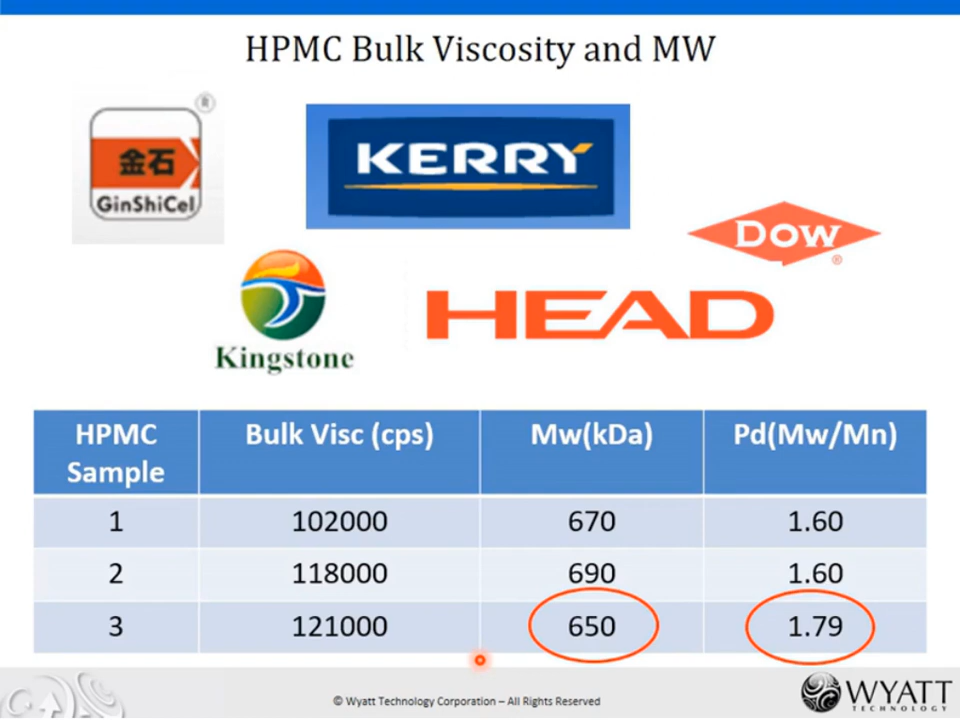 HPMC Bulk Viscosity and MW
®
金石
GinShiCel
KERRY
DOW
®
Kingstone
HEAD
HPMC Sample Bulk Visc (cps) Mw(kDa) Pd(Mw/Mn)
1 102000 670 1.60
2 118000 690 1.60
3 121000 650 1.79
© Wyatt Technology Corporation – All Rights Reserved
WYATT
TECHNOLOGY